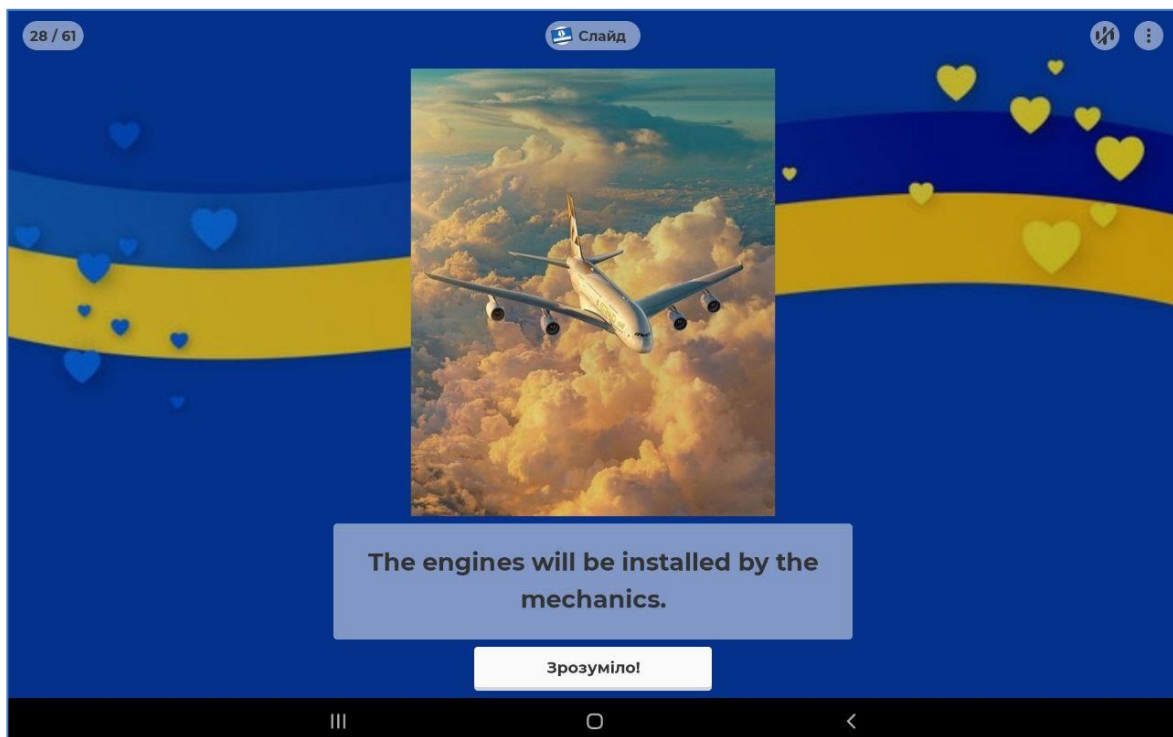 28 / 61
Слайд
The engines will be installed by the
mechanics.
Зрозуміло!